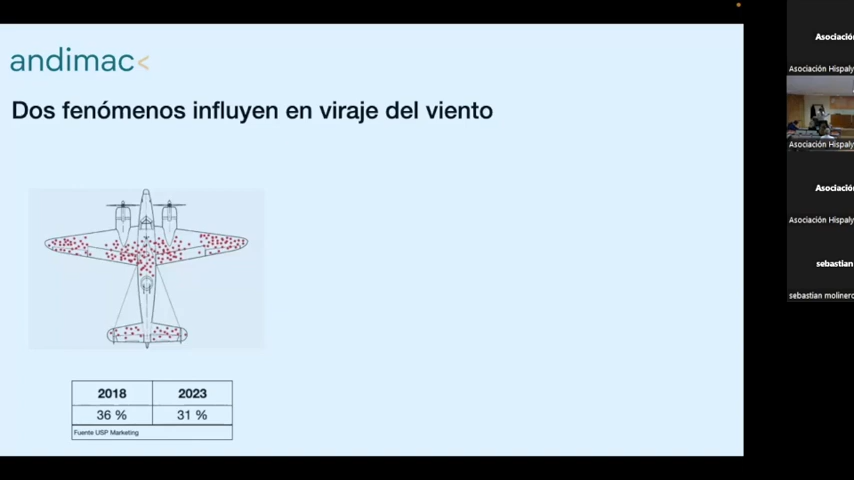 andimac<
Dos fenómenos influyen en viraje del viento
2018 2023
36 % 31 %
Fuente USP Marketing
Asociación
Asociación Hispaly
Asociación Hispaly
Asociación
Asociación Hispaly
sebastian
sebastian molinero